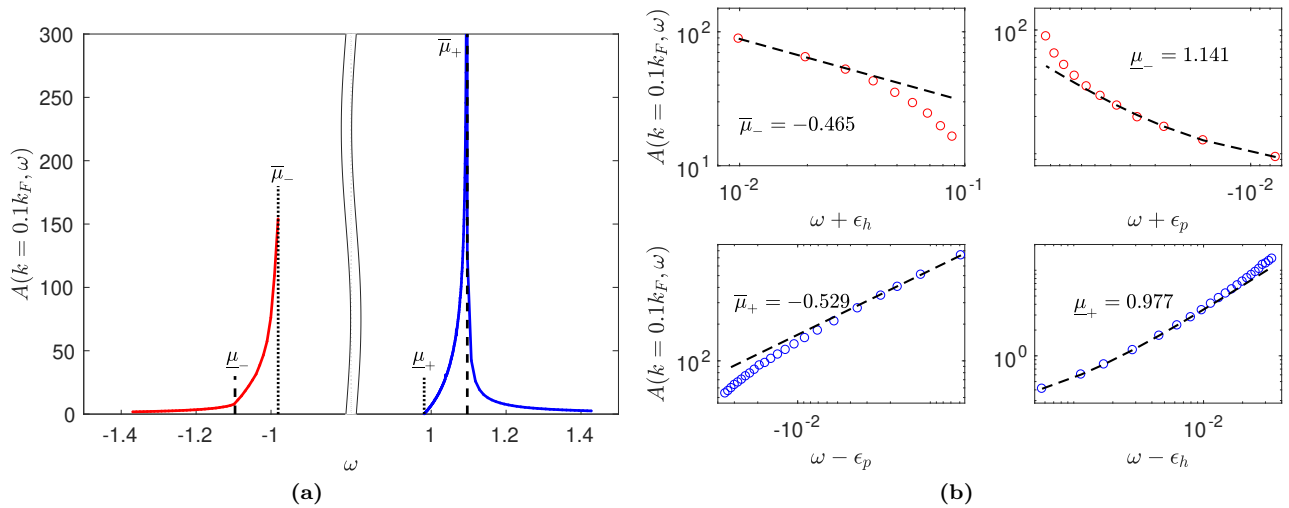 300
250
200
150
100
50
0
A(k = 0.1k_F, ω)
-1.4 -1.2 -1 1 1.2 1.4
ω
μ̲₋
μ̅₋
μ̲₊
μ̅₊
(a)
10²
10¹
A(k = 0.1k_F, ω)
μ̅₋ = −0.465
10⁻² 10⁻¹
ω + ϵ_h
10²
μ̲₋ = 1.141
-10⁻²
ω + ϵ_p
A(k = 0.1k_F, ω)
10²
μ̅₊ = −0.529
-10⁻²
ω − ϵ_p
10⁰
μ̲₊ = 0.977
10⁻²
ω − ϵ_h
(b)